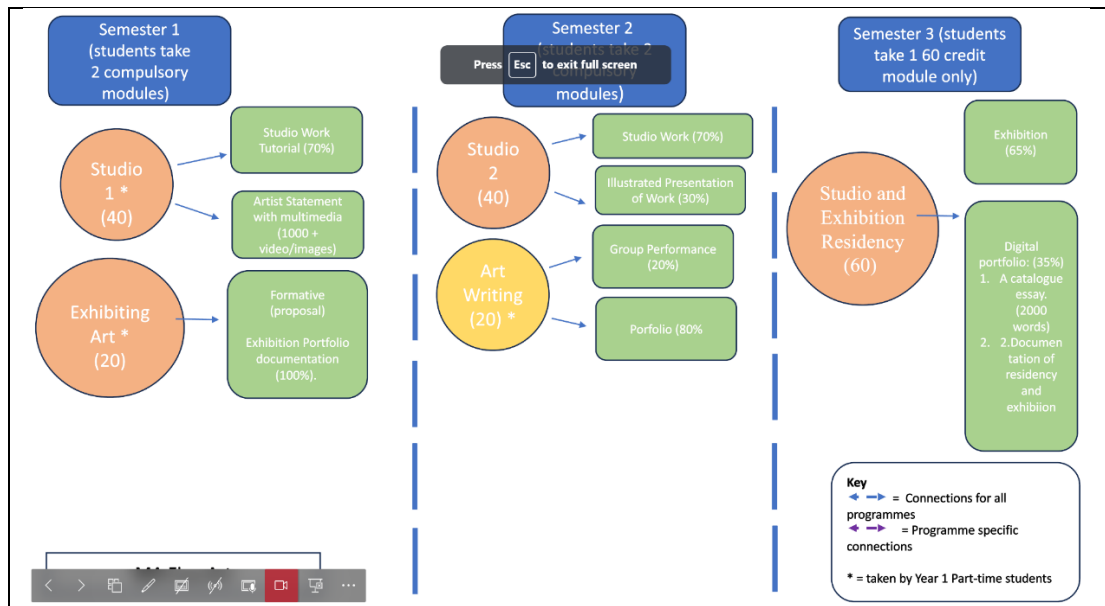 Semester 1
(students take
2 compulsory
modules)
Studio
1 *
(40)
Studio Work
Tutorial (70%)
Artist Statement
with multimedia
(1000 +
video/images)
Exhibiting
Art *
(20)
Formative
(proposal)
Exhibition Portfolio
documentation
(100%).
Semester 2
(students take 2
compulsory
modules)
Press Esc to exit full screen
Studio
2
(40)
Studio Work (70%)
Illustrated Presentation
of Work (30%)
Art
Writing
(20) *
Group Performance
(20%)
Porfolio (80%
Semester 3 (students
take 1 60 credit
module only)
Studio and
Exhibition
Residency
(60)
Exhibition
(65%)
Digital
portfolio: (35%)
1. A catalogue
essay.
(2000
words)
2. 2.Documen
tation of
residency
and
exhibiion
Key
= Connections for all
programmes
= Programme specific
connections
* = taken by Year 1 Part-time students